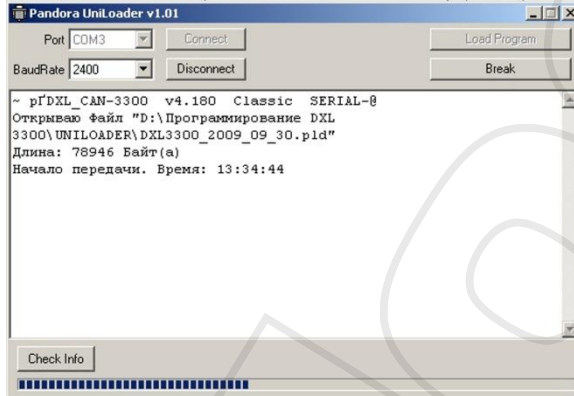 Pandora UniLoader v1.01
Port COM3 Connect Load Program
BaudRate 2400 Disconnect Break
~ pҐDXL_CAN-3300 v4.180 Classic SERIAL-@
Открываю Файл "D:\Программирование DXL
3300\UNILOADER\DXL3300_2009_09_30.pld"
Длина: 78946 Байт(а)
Начало передачи. Время: 13:34:44
Check Info